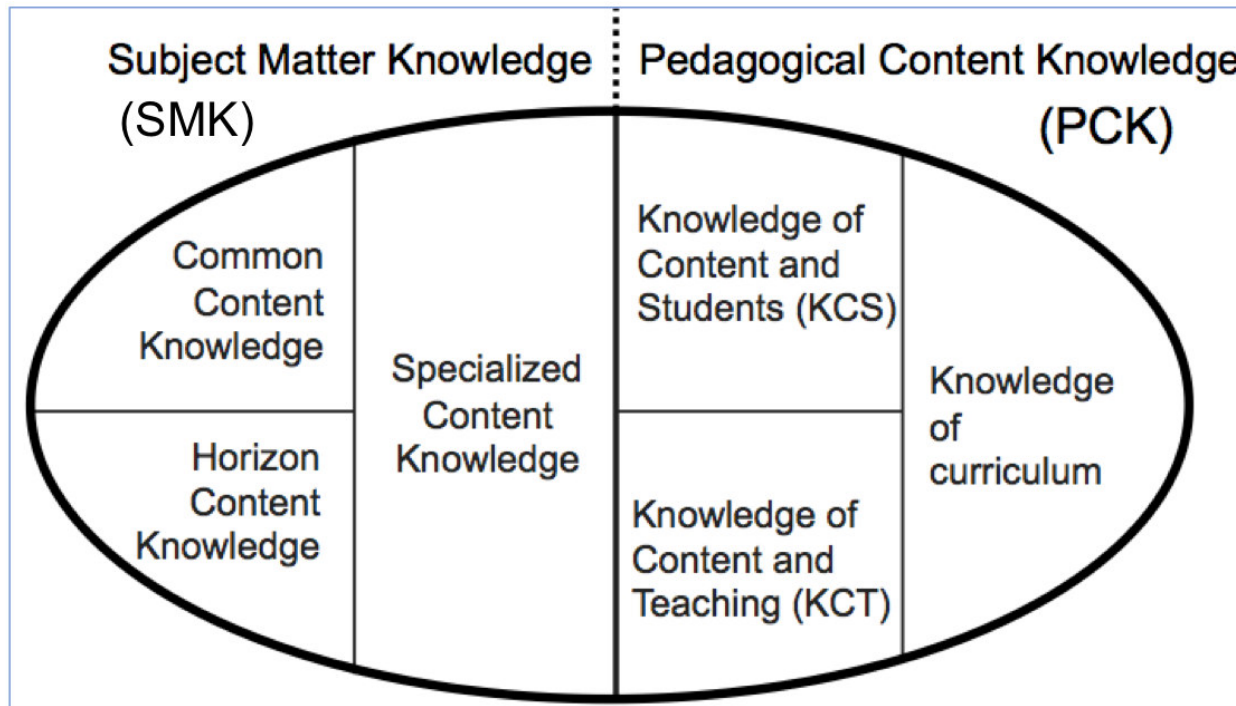 Subject Matter Knowledge
(SMK)
Pedagogical Content Knowledge
(PCK)
Common
Content
Knowledge
Horizon
Content
Knowledge
Specialized
Content
Knowledge
Knowledge of
Content and
Students (KCS)
Knowledge of
Content and
Teaching (KCT)
Knowledge
of
curriculum